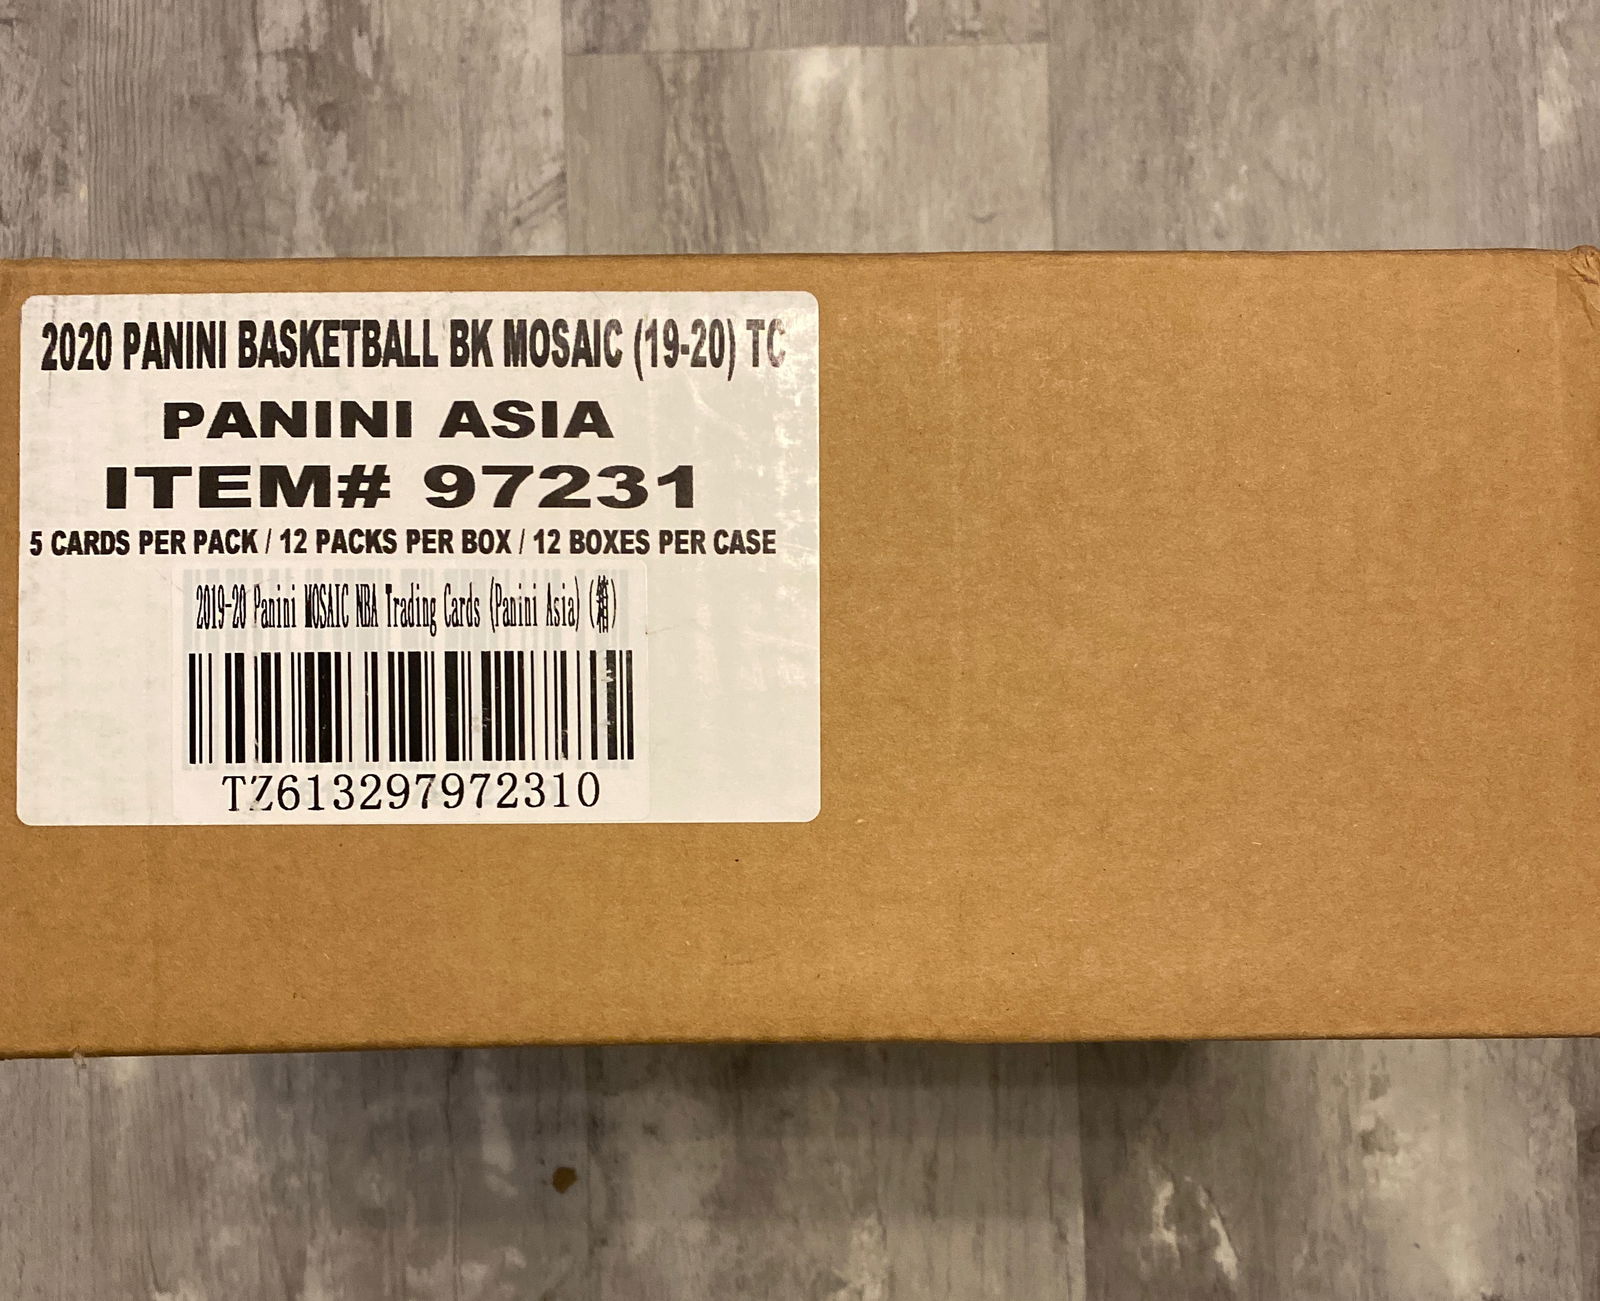 2020 PANINI BASKETBALL BK MOSAIC (19-20) TC
PANINI ASIA
ITEM# 97231
5 CARDS PER PACK / 12 PACKS PER BOX / 12 BOXES PER CASE
2019-20 Panini MOSAIC NBA Trading Cards (Panini Asia) (箱)
TZ613297972310